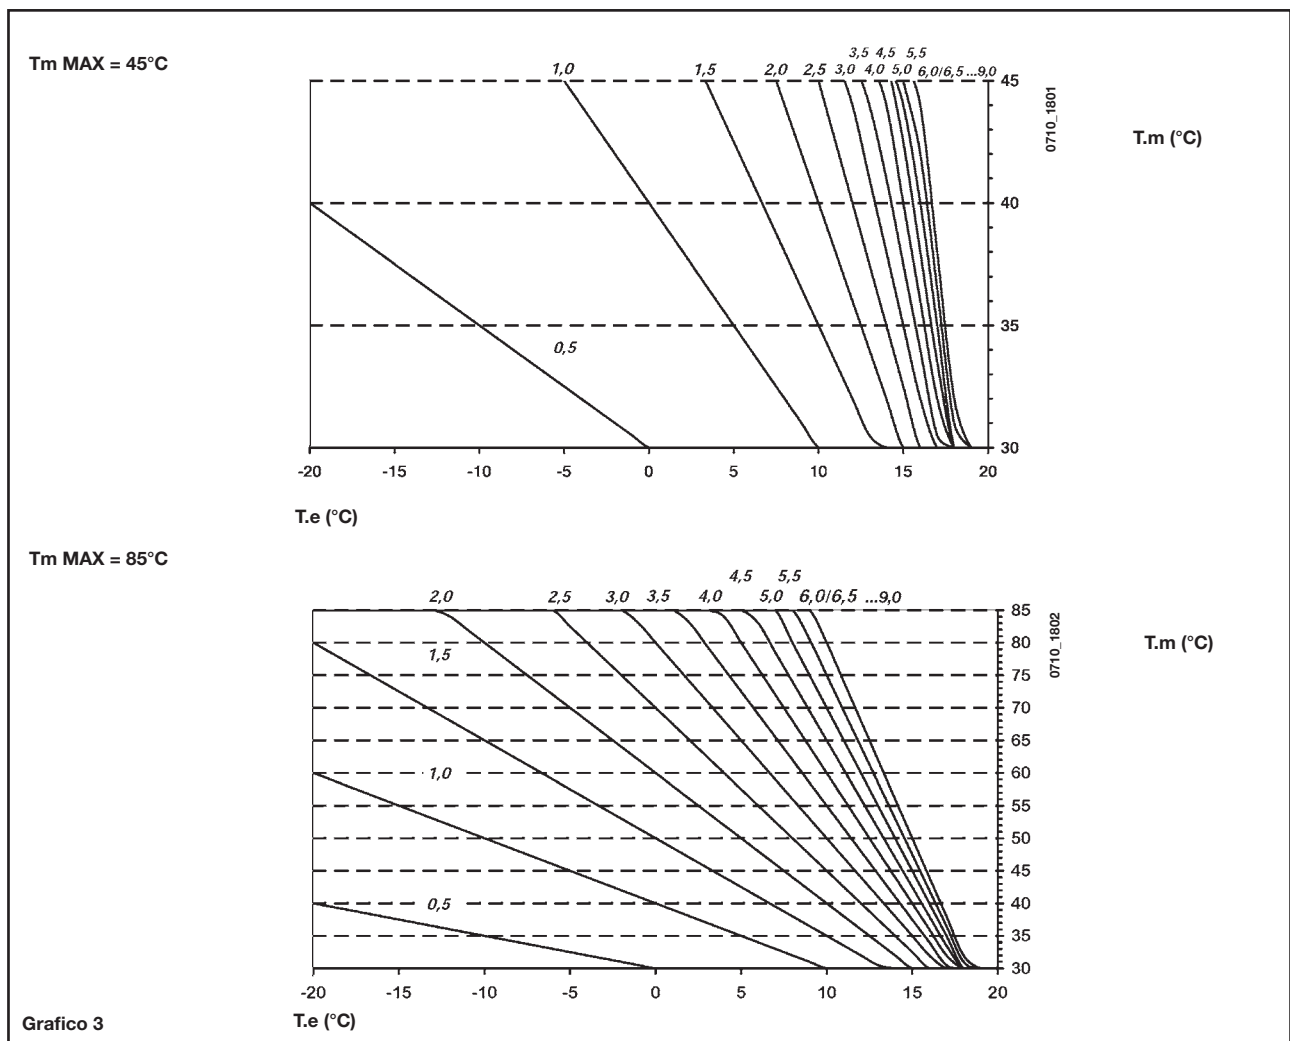 Tm MAX = 45°C
3,5 4,5 5,5
1,0 1,5 2,0 2,5 3,0 4,0 5,0 6,0/6,5 ...9,0
45
0710_1801
T.m (°C)
40
35
0,5
30
-20 -15 -10 -5 0 5 10 15 20
T.e (°C)
Tm MAX = 85°C
4,5 5,5
2,0 2,5 3,0 3,5 4,0 5,0 6,0/6,5 ...9,0
85
0710_1802
T.m (°C)
80
1,5
75
70
65
1,0 60
55
50
45
0,5 40
35
30
-20 -15 -10 -5 0 5 10 15 20
T.e (°C)
Grafico 3